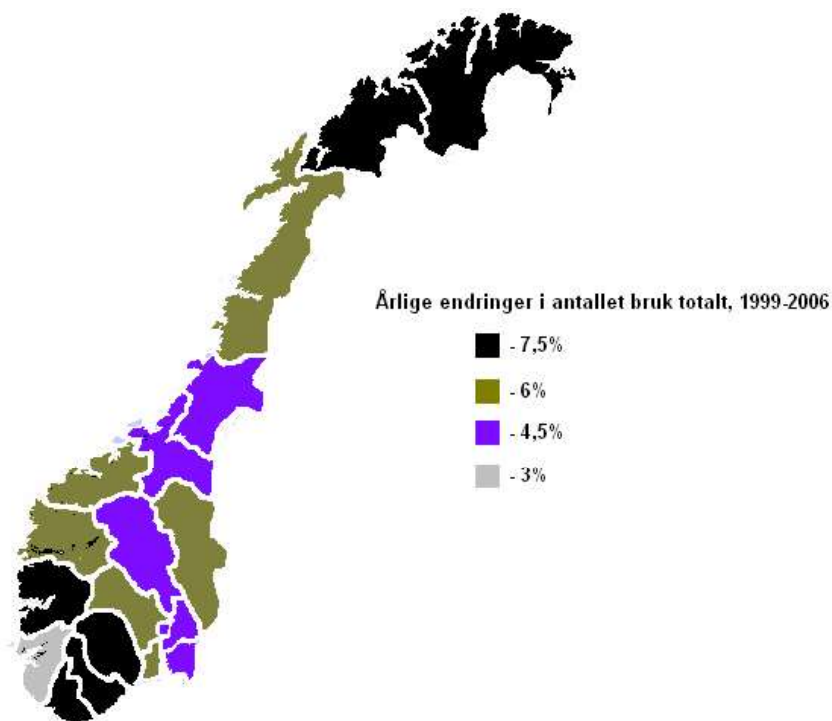 Årlige endringer i antallet bruk totalt, 1999-2006
- 7,5%
- 6%
- 4,5%
- 3%